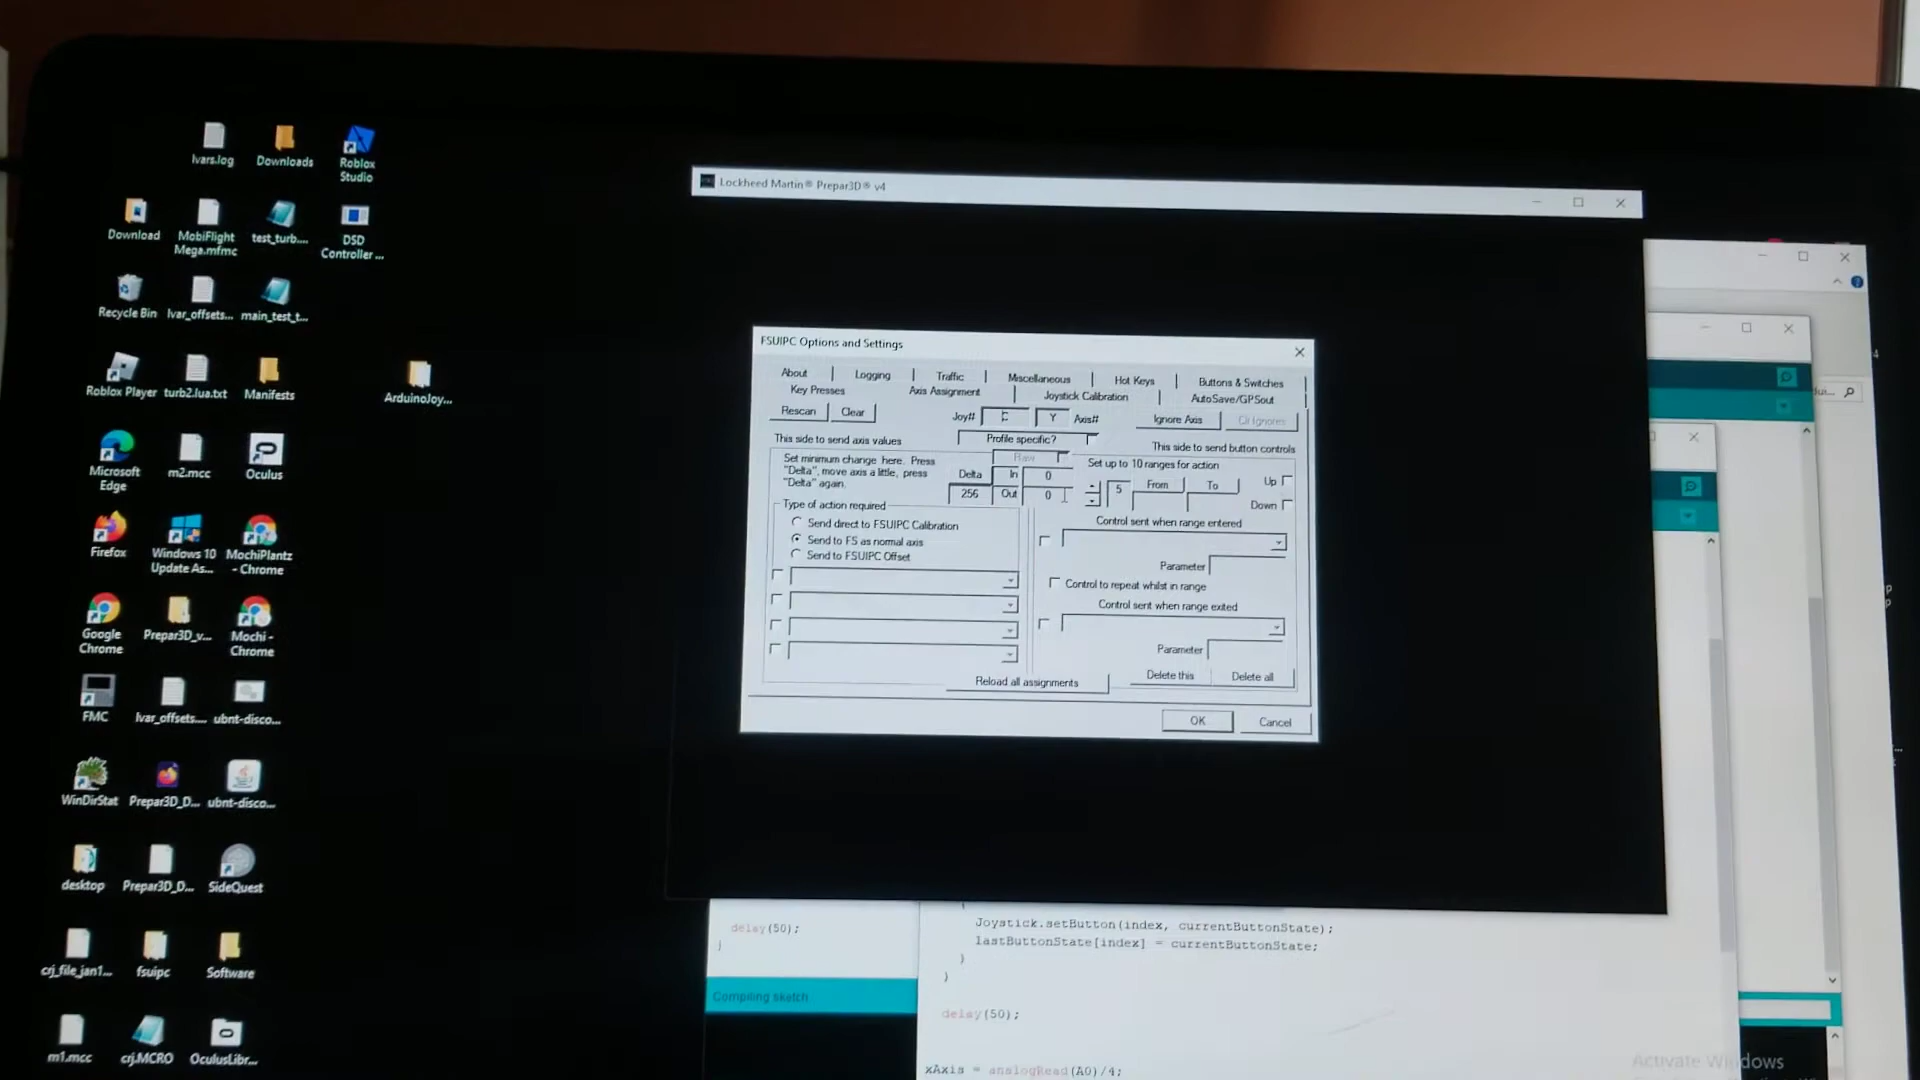 lvars.log
Downloads
Roblox
Studio
Download
MobiFlight
Mega.mfmc
test_turb....
DSD
Controller ...
Recycle Bin
lvar_offsets...
main_test_t...
Roblox Player
turb2.lua.txt
Manifests
ArduinoJoy...
Microsoft
Edge
m2.mcc
Oculus
Firefox
Windows 10
Update As...
MochiPlantz
- Chrome
Google
Chrome
Prepar3D_v...
Mochi -
Chrome
FMC
lvar_offsets....
ubnt-disco...
WinDirStat
Prepar3D_D...
ubnt-disco...
desktop
Prepar3D_D...
SideQuest
crj_file_jan1...
fsuipc
Software
m1.mcc
crj.MCRO
OculusLibr...
Lockheed Martin® Prepar3D® v4
FSUIPC Options and Settings
About
Logging
Traffic
Miscellaneous
Hot Keys
Buttons & Switches
Key Presses
Axis Assignment
Joystick Calibration
AutoSave/GPSout
Rescan
Clear
Joy#
Y
Axis#
Ignore Axis
Clr Ignores
Profile specific?
This side to send axis values
This side to send button controls
Set minimum change here. Press
"Delta", move axis a little, press
"Delta" again.
Raw
Delta
In
0
256
Out
0
Set up to 10 ranges for action
5
From
To
Up
Down
Type of action required
Send direct to FSUIPC Calibration
Send to FS as normal axis
Send to FSUIPC Offset
Control sent when range entered
Parameter
Control to repeat whilst in range
Control sent when range exited
Parameter
Reload all assignments
Delete this
Delete all
OK
Cancel
delay(50);
}
Compiling sketch
Joystick.setButton(index, currentButtonState);
lastButtonState[index] = currentButtonState;
}
}
delay(50);
xAxis = analogRead(A0)/4;
Activate Windows